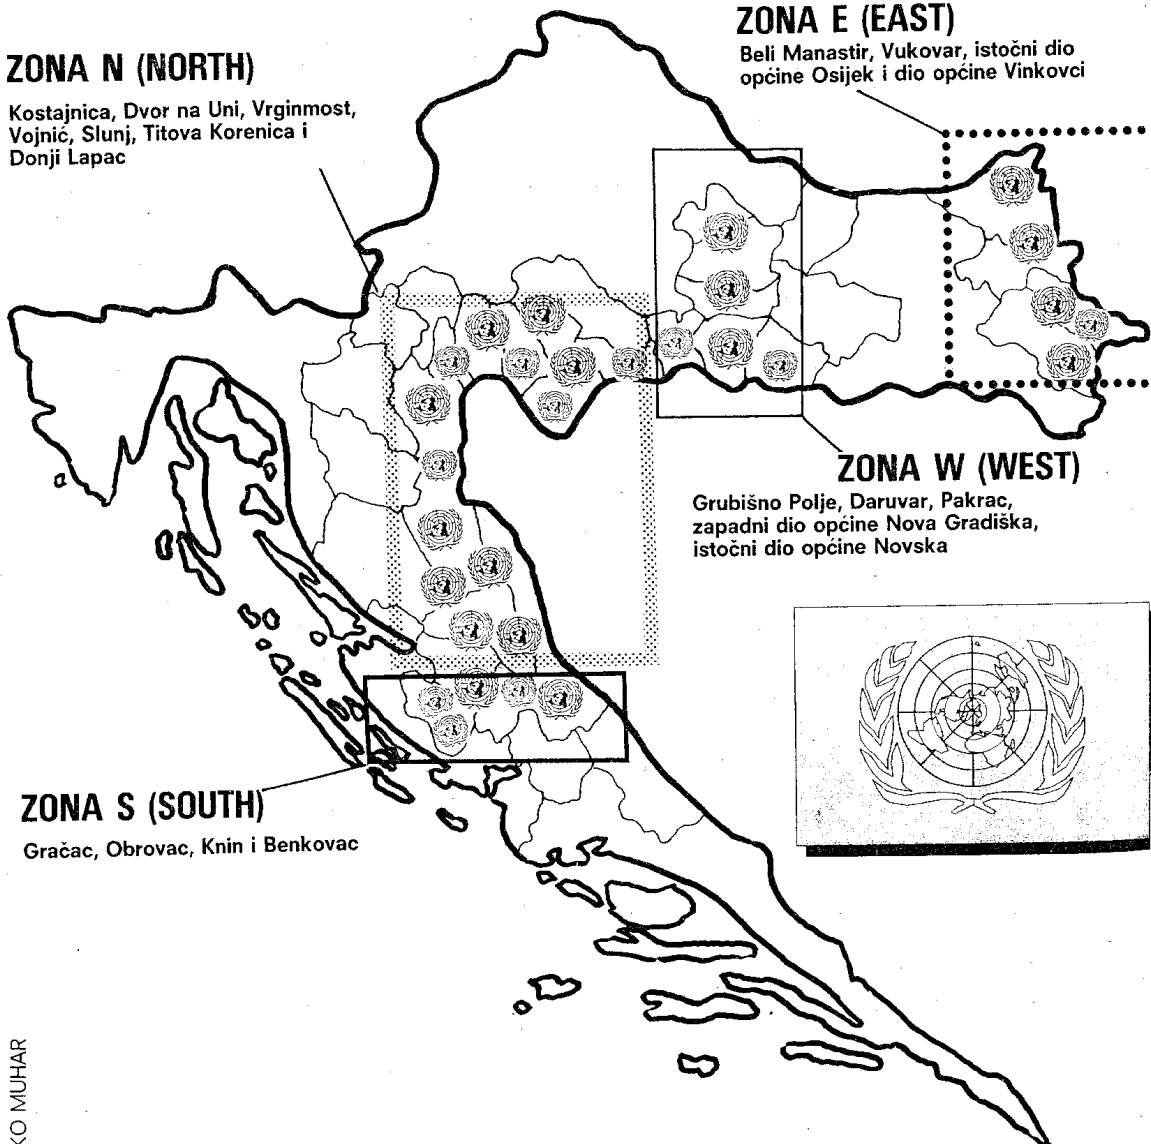 ZONA N (NORTH)
Kostajnica, Dvor na Uni, Vrginmost,
Vojnić, Slunj, Titova Korenica i
Donji Lapac
ZONA E (EAST)
Beli Manastir, Vukovar, istočni dio
općine Osijek i dio općine Vinkovci
ZONA W (WEST)
Grubišno Polje, Daruvar, Pakrac,
zapadni dio općine Nova Gradiška,
istočni dio općine Novska
ZONA S (SOUTH)
Gračac, Obrovac, Knin i Benkovac
KO MUHAR